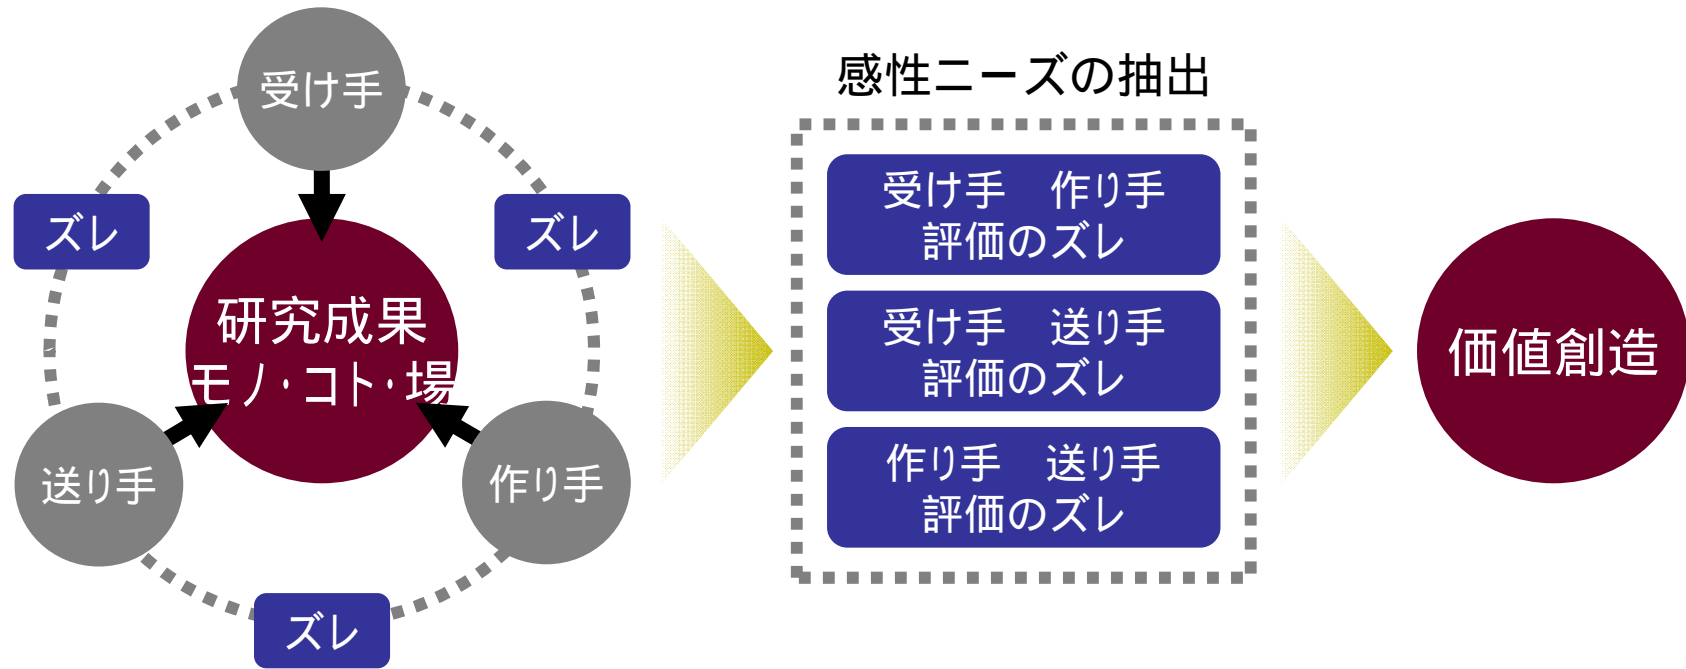 受け手
ズレ
ズレ
研究成果
モノ・コト・場
送り手
作り手
ズレ
感性ニーズの抽出
受け手　作り手
評価のズレ
受け手　送り手
評価のズレ
作り手　送り手
評価のズレ
価値創造